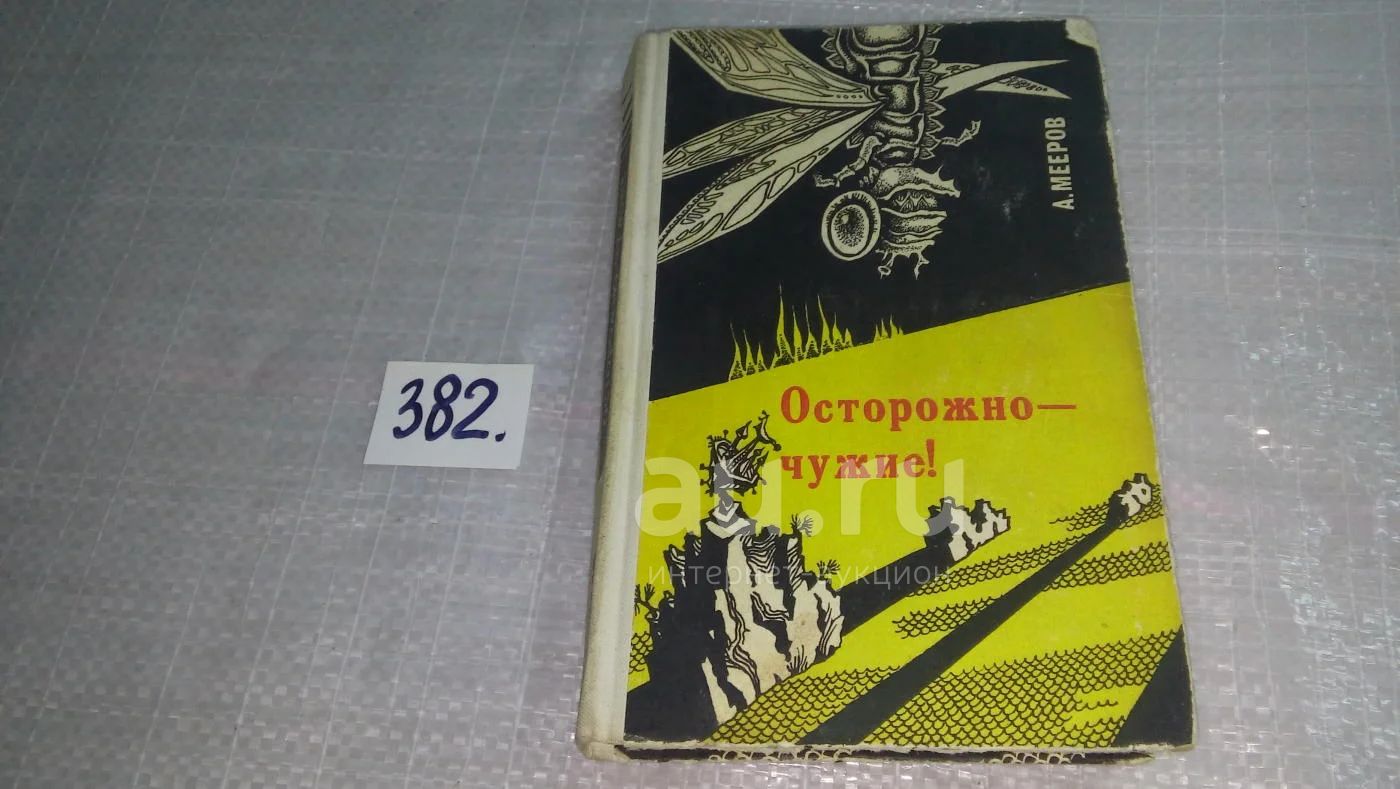 А. МЕЕРОВ
382.
Осторожно—
чужие!
au.ru
интернет аукцион